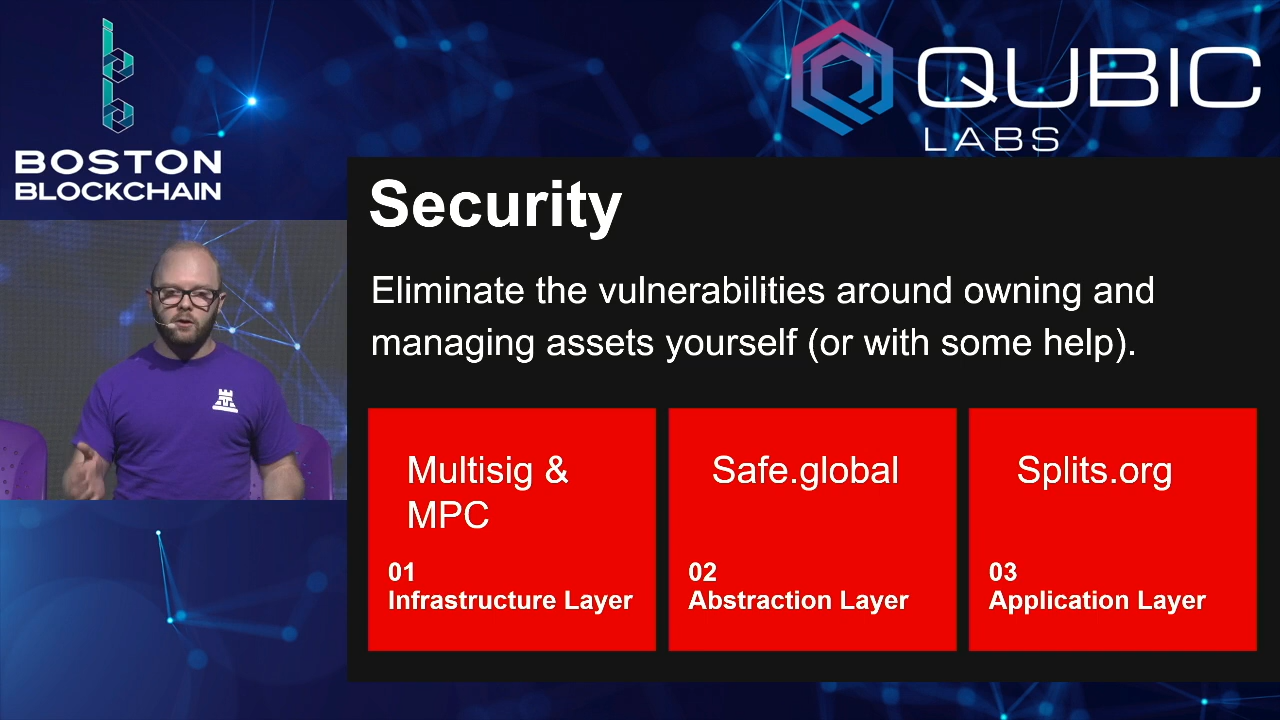 BOSTON
BLOCKCHAIN
QUBIC
LABS
Security
Eliminate the vulnerabilities around owning and
managing assets yourself (or with some help).
Multisig &
MPC
01
Infrastructure Layer
Safe.global
02
Abstraction Layer
Splits.org
03
Application Layer